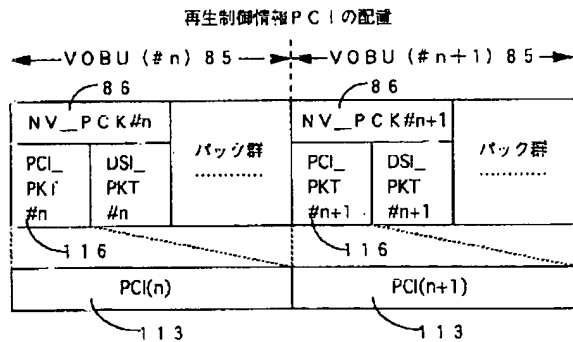 再生制御情報PCIの配置
VOBU (#n) 85
VOBU (#n+1) 85
86
86
NV_PCK#n
パック群
NV_PCK#n+1
パック群
PCI_
PKT
#n
DSI_
PKT
#n
PCI_
PKT
#n+1
DSI_
PKT
#n+1
116
116
PCI(n)
PCI(n+1)
113
113